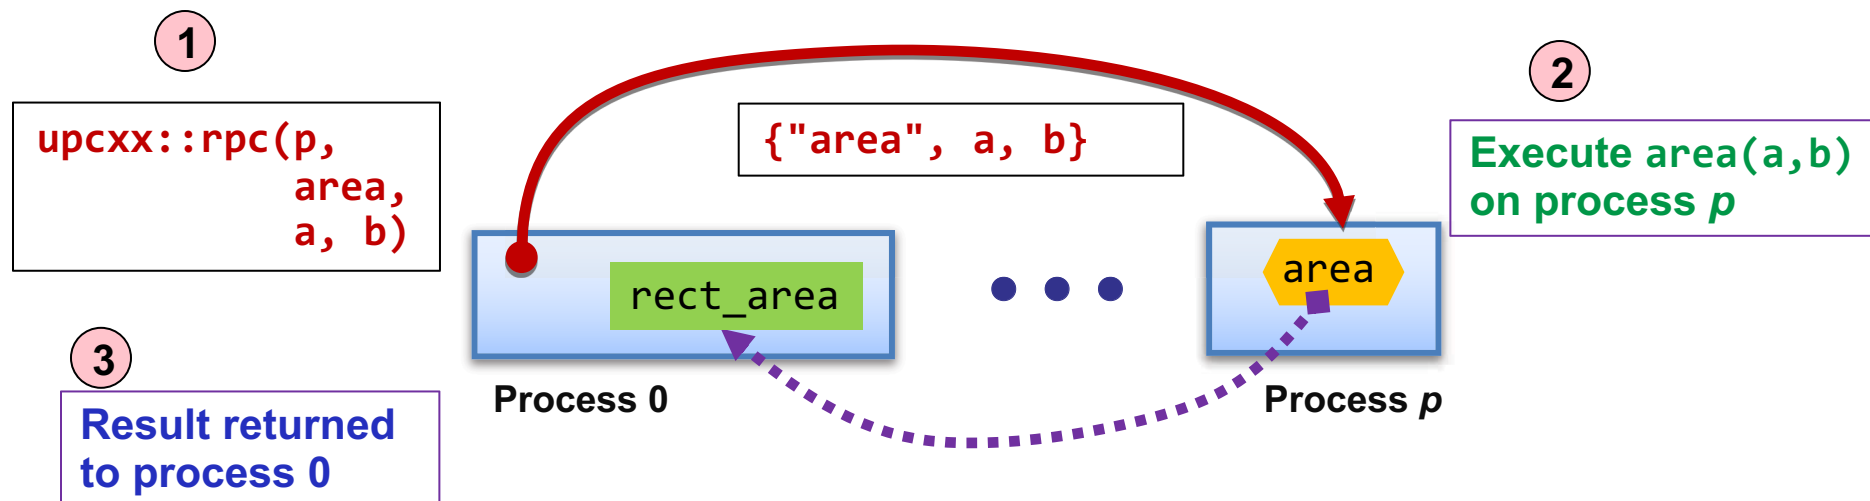 1
upcxx::rpc(p,
area,
a, b)
{"area", a, b}
2
Execute area(a,b)
on process p
rect_area
area
Process 0
Process p
3
Result returned
to process 0